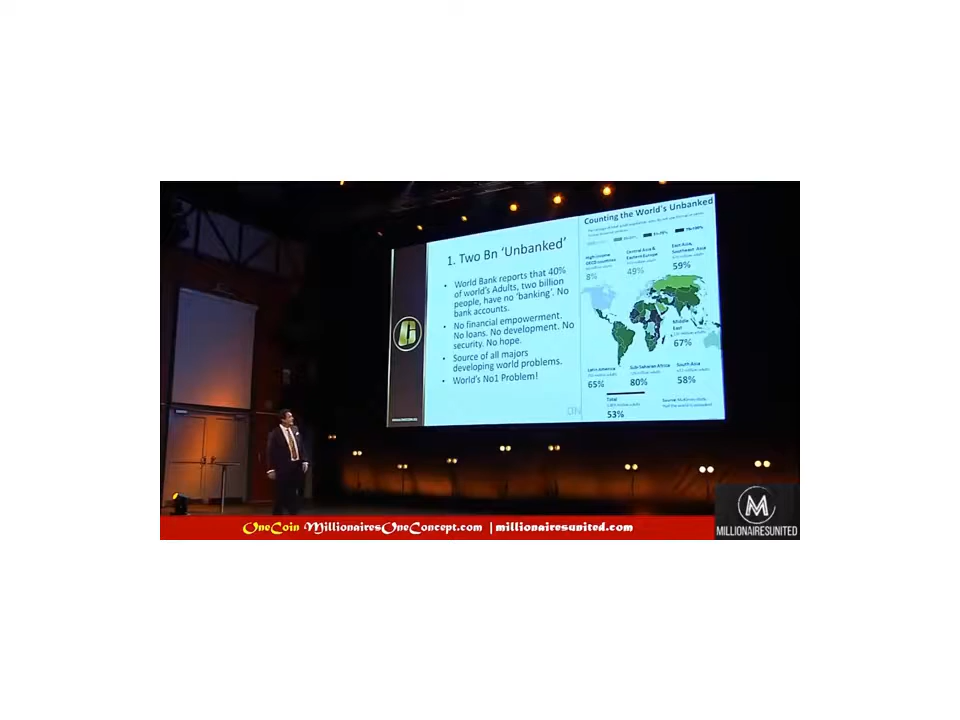 1. Two Bn 'Unbanked'
• World Bank reports that 40%
of world's Adults, two billion
people, have no 'banking'. No
bank accounts.
• No financial empowerment.
No loans. No development. No
security. No hope.
• Source of all majors
developing world problems.
• World's No1 Problem!
Counting the World's Unbanked
High-income
OECD countries
8%
Central Asia &
Eastern Europe
49%
East Asia,
Southeast Asia
59%
Middle
East
67%
Latin America
65%
Sub-Saharan Africa
80%
South Asia
58%
Total
53%
OneCoin MillionairesOneConcept.com | millionairesunited.com
M
MILLIONAIRESUNITED